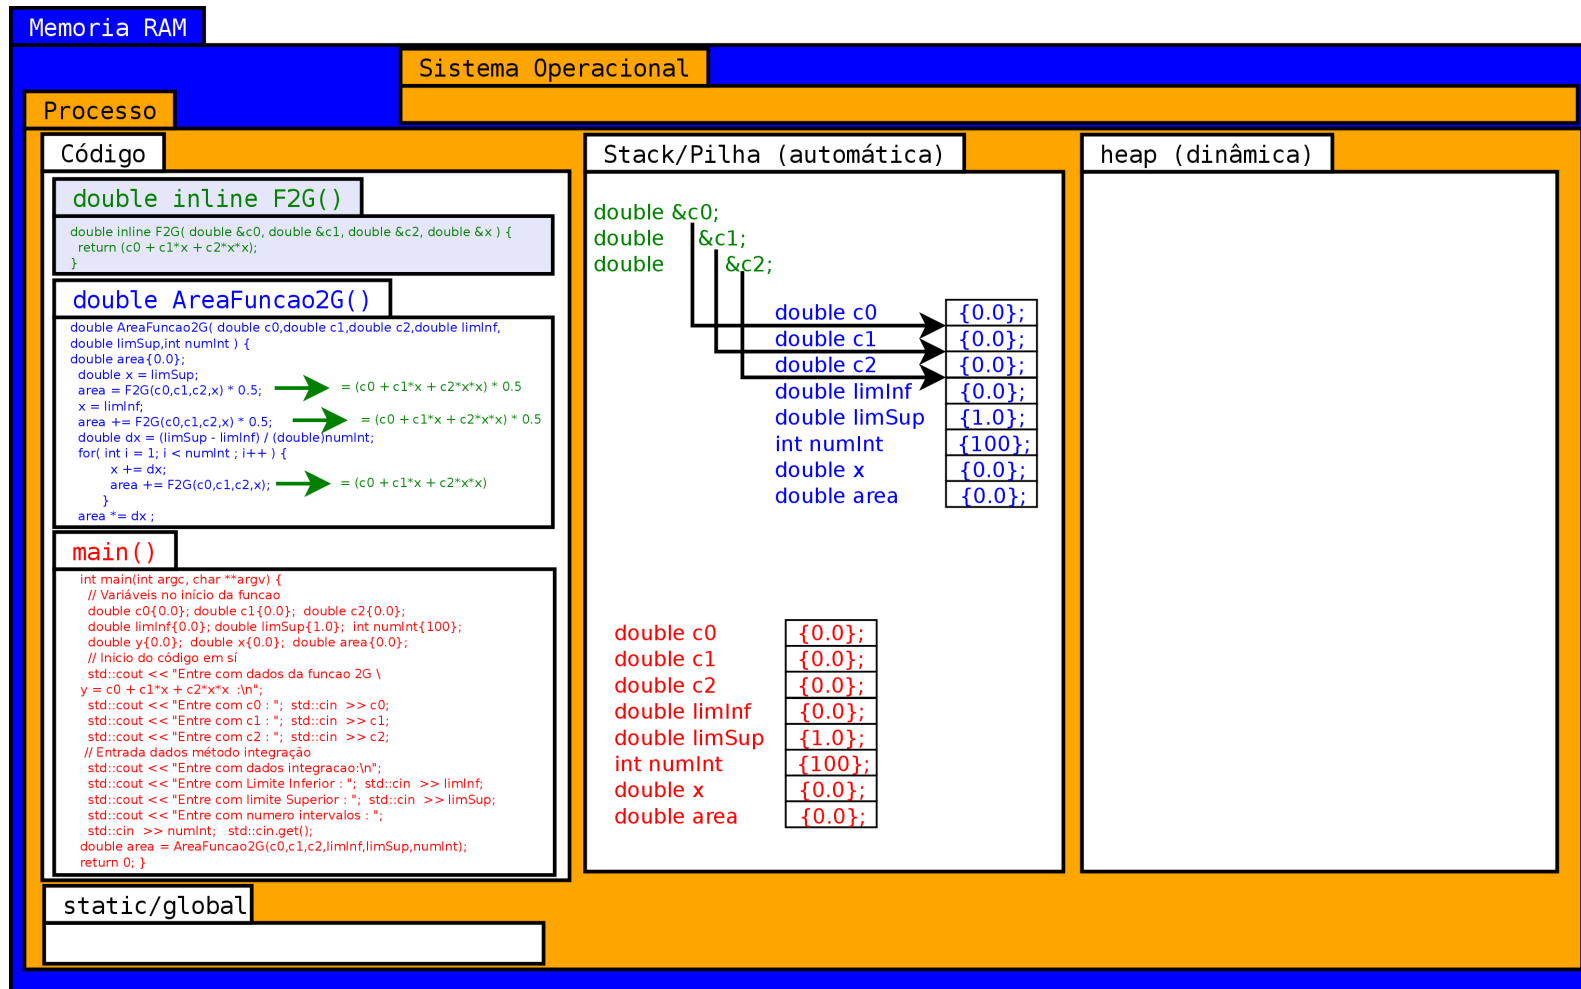 Memoria RAM
Sistema Operacional
Processo
Código
double inline F2G()
double inline F2G( double &c0, double &c1, double &c2, double &x ) {
return (c0 + c1*x + c2*x*x);
}
double AreaFuncao2G()
double AreaFuncao2G( double c0,double c1,double c2,double limInf,
double limSup,int numInt ) {
double area{0.0};
double x = limSup;
area = F2G(c0,c1,c2,x) * 0.5; = (c0 + c1*x + c2*x*x) * 0.5
x = limInf;
area += F2G(c0,c1,c2,x) * 0.5; = (c0 + c1*x + c2*x*x) * 0.5
double dx = (limSup - limInf) / (double)numInt;
for( int i = 1; i < numInt ; i++ ) {
x += dx;
area += F2G(c0,c1,c2,x); = (c0 + c1*x + c2*x*x)
}
area *= dx ;
main()
int main(int argc, char **argv) {
// Variáveis no início da funcao
double c0{0.0}; double c1{0.0}; double c2{0.0};
double limInf{0.0}; double limSup{1.0}; int numInt{100};
double y{0.0}; double x{0.0}; double area{0.0};
// Inicio do código em sí
std::cout << "Entre com dados da funcao 2G \
y = c0 + c1*x + c2*x*x :\n";
std::cout << "Entre com c0 : "; std::cin >> c0;
std::cout << "Entre com c1 : "; std::cin >> c1;
std::cout << "Entre com c2 : "; std::cin >> c2;
// Entrada dados método integração
std::cout << "Entre com dados integracao:\n";
std::cout << "Entre com Limite Inferior : "; std::cin >> limInf;
std::cout << "Entre com limite Superior : "; std::cin >> limSup;
std::cout << "Entre com numero intervalos : ";
std::cin >> numInt; std::cin.get();
double area = AreaFuncao2G(c0,c1,c2,limInf,limSup,numInt);
return 0; }
static/global
Stack/Pilha (automática)
double &c0;
double &c1;
double &c2;
double c0 {0.0};
double c1 {0.0};
double c2 {0.0};
double limInf {0.0};
double limSup {1.0};
int numInt {100};
double x {0.0};
double area {0.0};
double c0 {0.0};
double c1 {0.0};
double c2 {0.0};
double limInf {0.0};
double limSup {1.0};
int numInt {100};
double x {0.0};
double area {0.0};
heap (dinâmica)